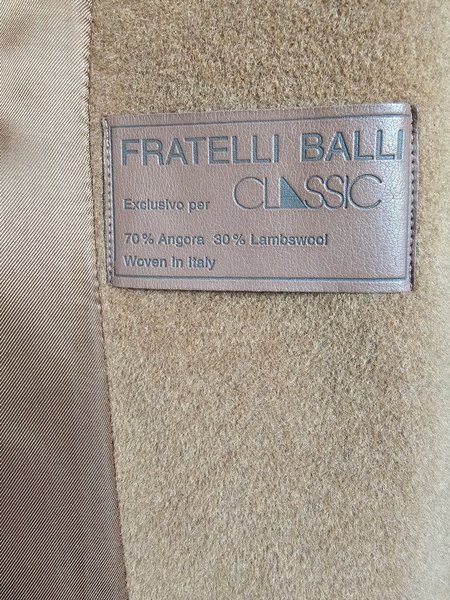 FRATELLI BALLI
Exclusivo per CLASSIC
70% Angora 30% Lambswool
Woven in Italy